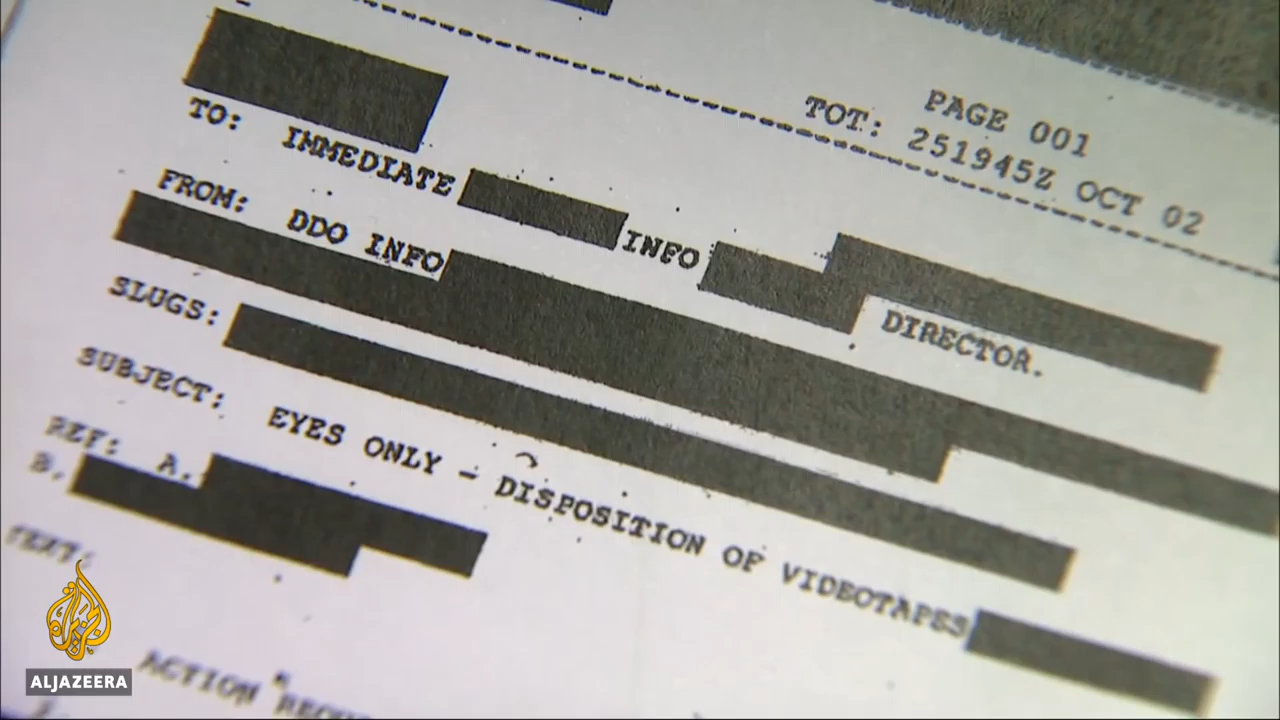 PAGE 001
TOT: 251945Z OCT 02
TO: IMMEDIATE INFO DIRECTOR.
FROM: DDO INFO
SLUGS:
SUBJECT: EYES ONLY - DISPOSITION OF VIDEOTAPES
REF: A.
B.
TEXT:
ACTION
ALJAZEERA